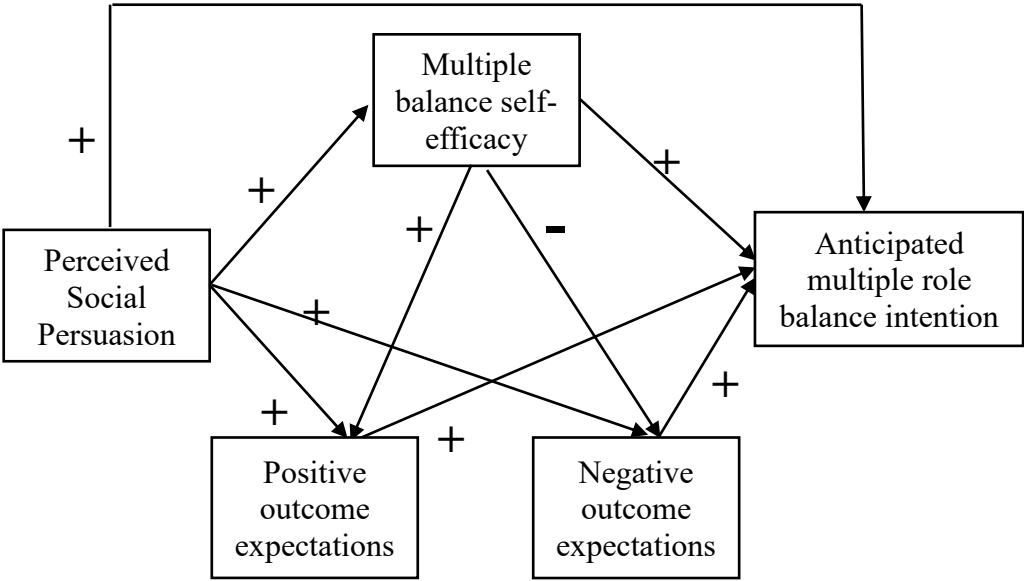 Multiple
balance self-
efficacy
+
+
+
+
-
Perceived
Social
Persuasion
Anticipated
multiple role
balance intention
+
+
+
+
Positive
outcome
expectations
Negative
outcome
expectations